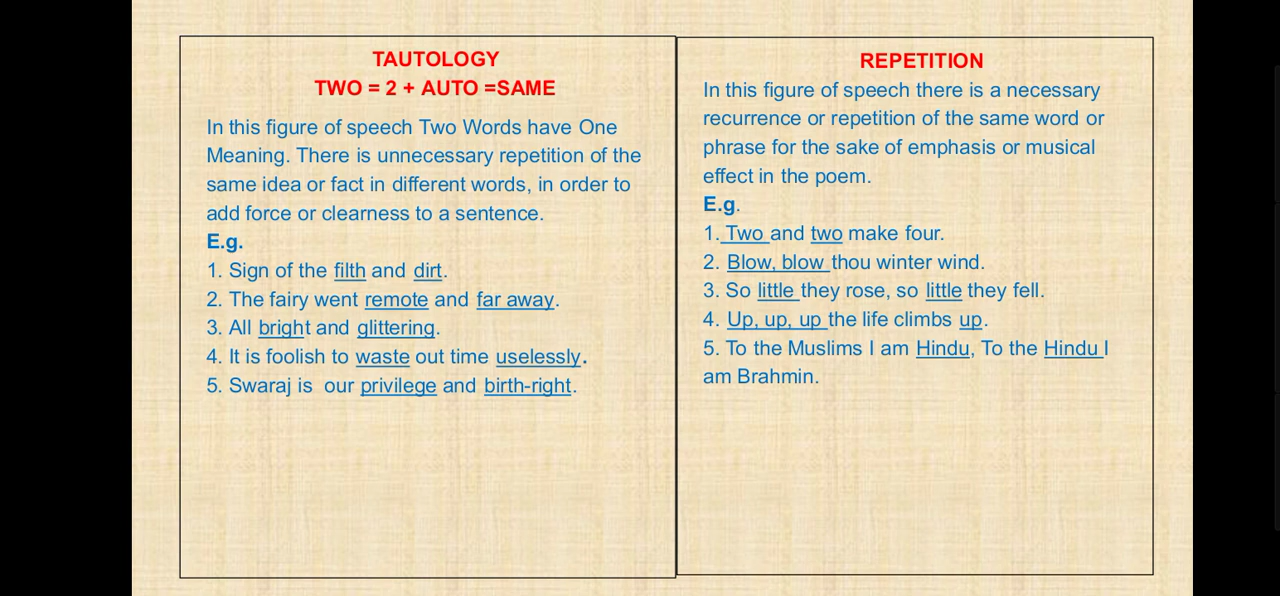 TAUTOLOGY
TWO = 2 + AUTO =SAME
In this figure of speech Two Words have One
Meaning. There is unnecessary repetition of the
same idea or fact in different words, in order to
add force or clearness to a sentence.
E.g.
1. Sign of the filth and dirt.
2. The fairy went remote and far away.
3. All bright and glittering.
4. It is foolish to waste out time uselessly.
5. Swaraj is  our privilege and birth-right.
REPETITION
In this figure of speech there is a necessary
recurrence or repetition of the same word or
phrase for the sake of emphasis or musical
effect in the poem.
E.g.
1. Two and two make four.
2. Blow, blow thou winter wind.
3. So little they rose, so little they fell.
4. Up, up, up the life climbs up.
5. To the Muslims I am Hindu, To the Hindu I
am Brahmin.